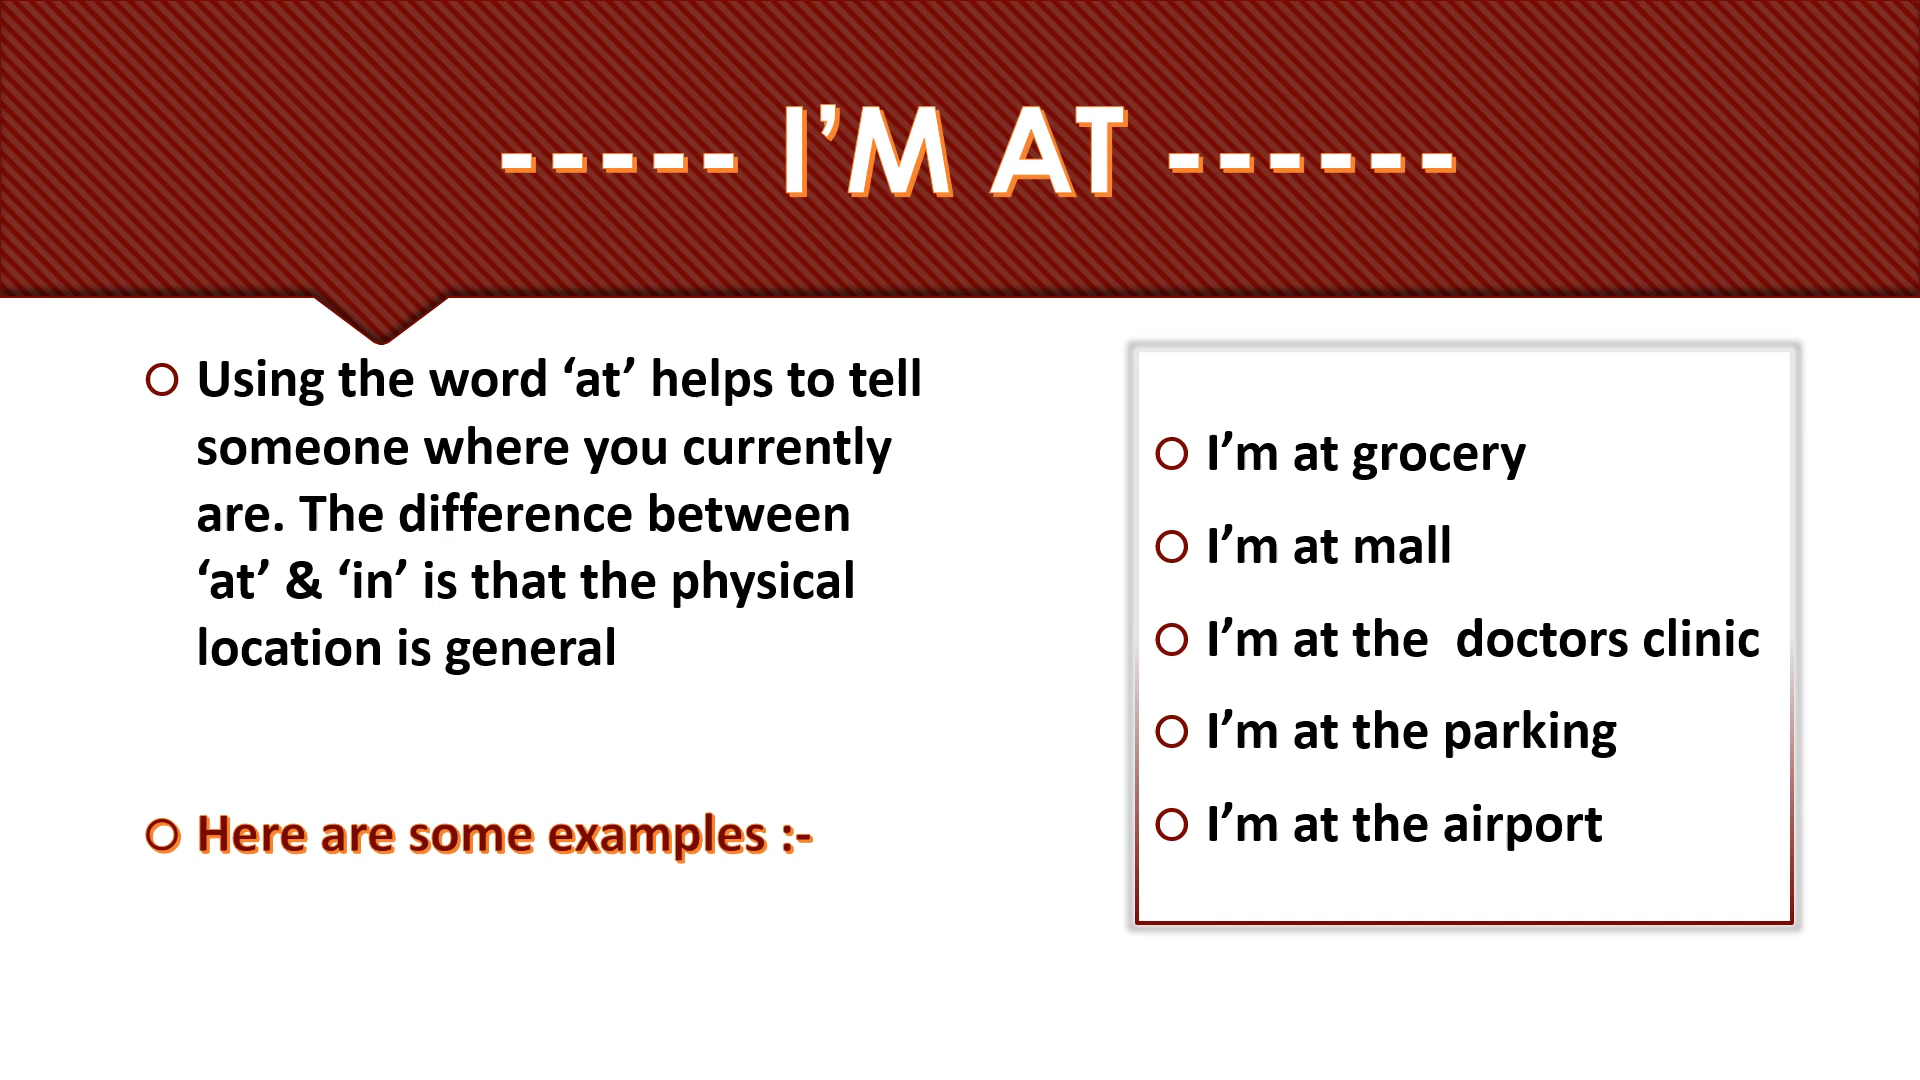 ----- I’M AT ------
Using the word ‘at’ helps to tell
someone where you currently
are. The difference between
‘at’ & ‘in’ is that the physical
location is general
Here are some examples :-
I’m at grocery
I’m at mall
I’m at the  doctors clinic
I’m at the parking
I’m at the airport